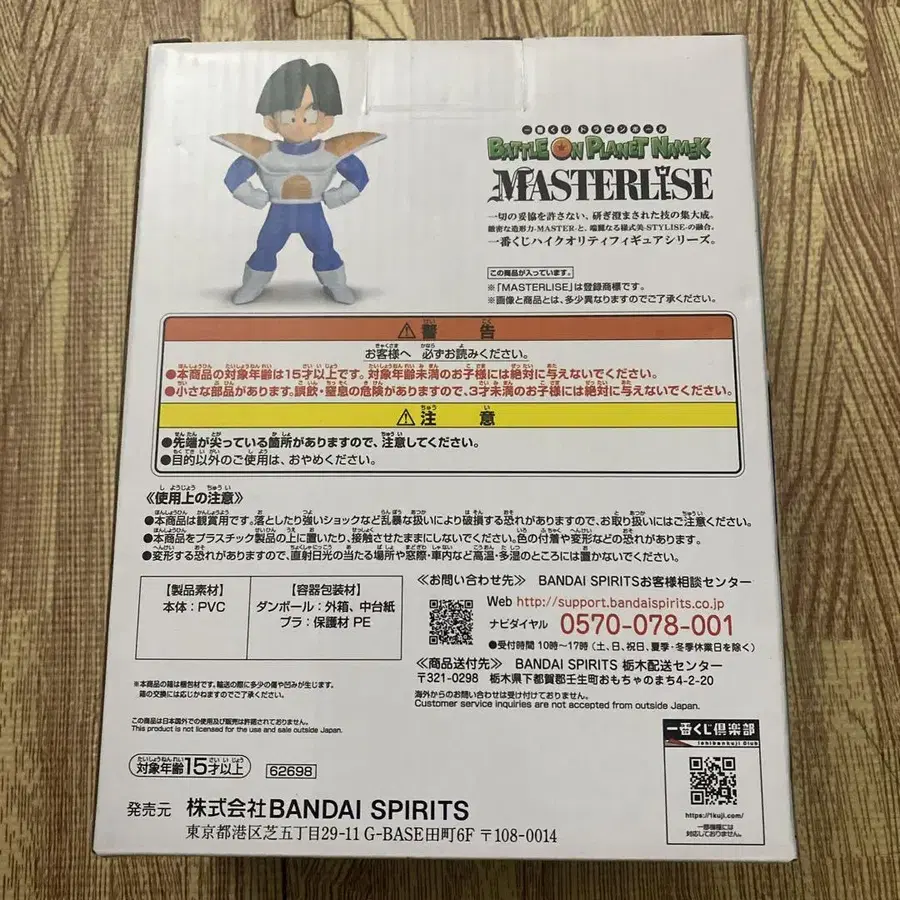 一番くじ ドラゴンボール
BATTLE ON PLANET NAMEK
MASTERLISE
一切の妥協を許さない、研ぎ澄まされた技の集大成。
緻密な造形力-MASTER-と、端麗なる様式美-STYLISE-の融合。
一番くじハイクオリティフィギュアシリーズ。
この商品が入っています。
※「MASTERLISE」は登録商標です。
※画像と商品とは、多少異なりますのでご了承ください。
⚠警告
お客様へ 必ずお読みください。
●本商品の対象年齢は15才以上です。対象年齢未満のお子様には絶対に与えないでください。
●小さな部品があります。誤飲・窒息の危険がありますので、3才未満のお子様には絶対に与えないでください。
⚠注意
●先端が尖っている箇所がありますので、注意してください。
●目的以外のご使用は、おやめください。
《使用上の注意》
●本商品は観賞用です。落としたり強いショックなど乱暴な扱いにより破損する恐れがありますので、お取り扱いにはご注意ください。
●本商品をプラスチック製品の上に置いたり、接触させたままにしないでください。色の付着や変形などの恐れがあります。
●変形する恐れがありますので、直射日光の当たる場所や窓際・車内など高温・多湿のところには置かないでください。
【製品素材】
本体：PVC
【容器包装材】
ダンボール：外箱、中台紙
プラ：保護材 PE
≪お問い合わせ先≫ BANDAI SPIRITSお客様相談センター
Web http://support.bandaispirits.co.jp
ナビダイヤル 0570-078-001
●受付時間 10時～17時（土、日、祝日、夏季・冬季休業日を除く）
≪商品送付先≫ BANDAI SPIRITS 栃木配送センター
〒321-0298 栃木県下都賀郡壬生町おもちゃのまち4-2-20
海外からのお問い合わせは受け付けておりません。
Customer service inquiries are not accepted from outside Japan.
※本商品の箱は梱包材です。輸送の際に多少の傷や凹みが生じます。
箱の交換には応じかねますのでご了承ください。
この商品は日本国外での使用及び販売は許諾されておりません。
This product is not licensed for the use and sale outside Japan.
対象年齢15才以上
62698
発売元 株式会社BANDAI SPIRITS
東京都港区芝五丁目29-11 G-BASE田町6F 〒108-0014
一番くじ倶楽部
Ichibankuji Club
https://1kuji.com/
一部機種には
対応しておりません。